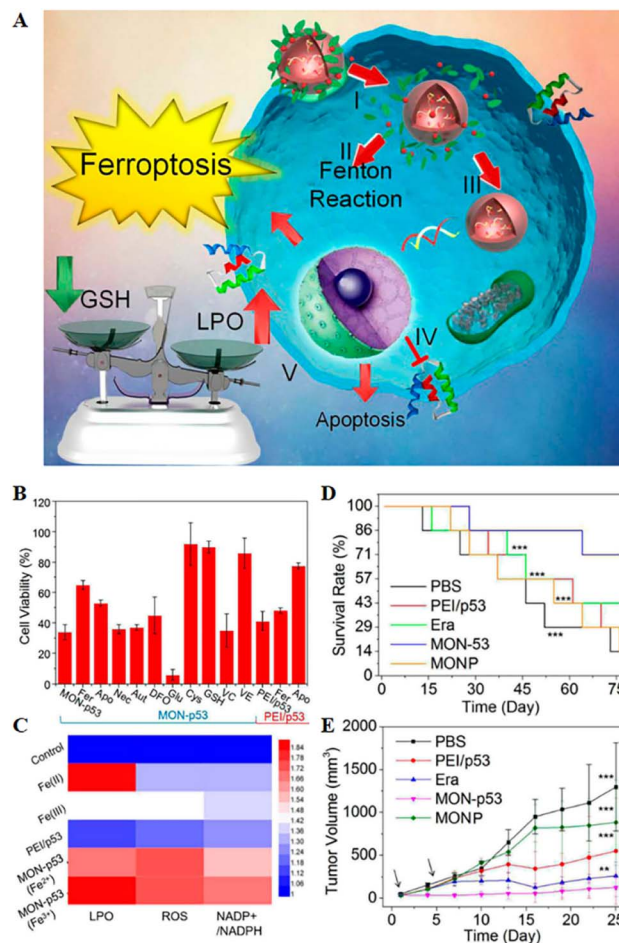 A
I
II
Fenton
Reaction
III
Ferroptosis
GSH
LPO
IV
V
Apoptosis
B
Cell Viability (%)
120
100
80
60
40
20
0
MON-p53
Fer
Apo
Nec
Aut
DFO
Glu
Cys
GSH
VC
VE
PEI/p53
Fer
Apo
MON-p53
PEI/p53
C
Control
Fe(II)
Fe(III)
PEI/p53
MON-p53
(Fe²⁺)
MON-p53
(Fe³⁺)
LPO
ROS
NADP+
/NADPH
1.84
1.78
1.72
1.66
1.60
1.54
1.48
1.42
1.36
1.30
1.24
1.18
1.12
1.06
1
D
Survival Rate (%)
100
86
71
57
43
29
14
0
***
***
***
***
PBS
PEI/p53
Era
MON-53
MONP
0 15 30 45 60 75
Time (Day)
E
Tumor Volume (mm³)
2000
1500
1000
500
0
PBS
PEI/p53
Era
MON-p53
MONP
***
***
***
**
0 5 10 15 20 25
Time (Day)